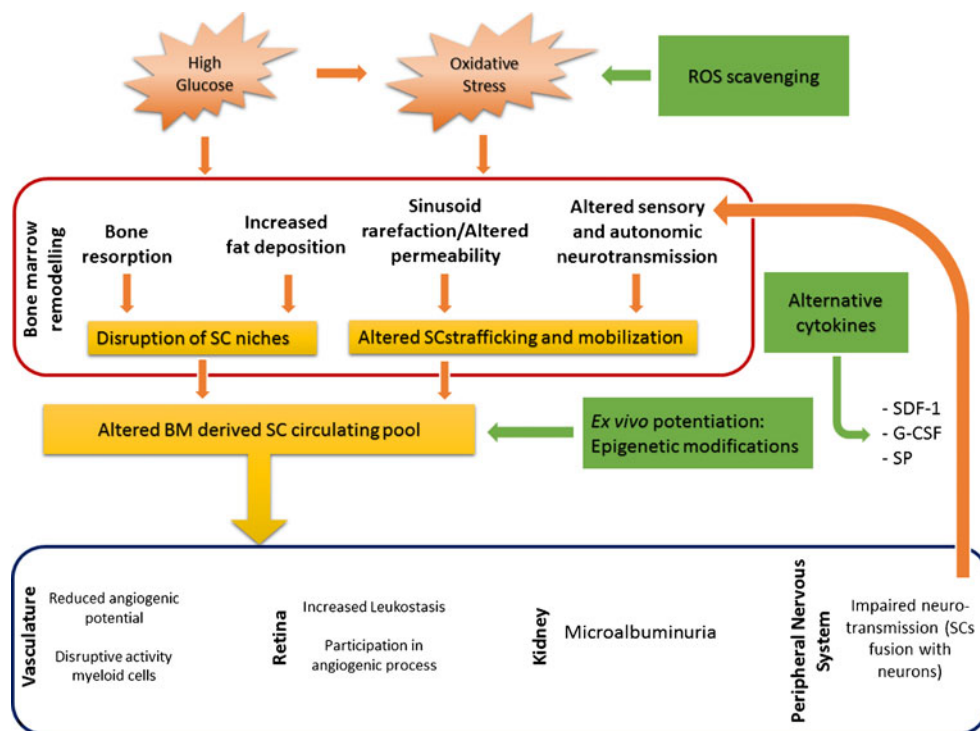 High
Glucose
Oxidative
Stress
ROS scavenging
Bone marrow
remodelling
Bone
resorption
Increased
fat deposition
Sinusoid
rarefaction/Altered
permeability
Altered sensory
and autonomic
neurotransmission
Disruption of SC niches
Altered SCstrafficking and mobilization
Alternative
cytokines
- SDF-1
- G-CSF
- SP
Altered BM derived SC circulating pool
Ex vivo potentiation:
Epigenetic modifications
Vasculature
Reduced angiogenic
potential
Disruptive activity
myeloid cells
Retina
Increased Leukostasis
Participation in
angiogenic process
Kidney
Microalbuminuria
Peripheral Nervous
System
Impaired neuro-
transmission (SCs
fusion with
neurons)